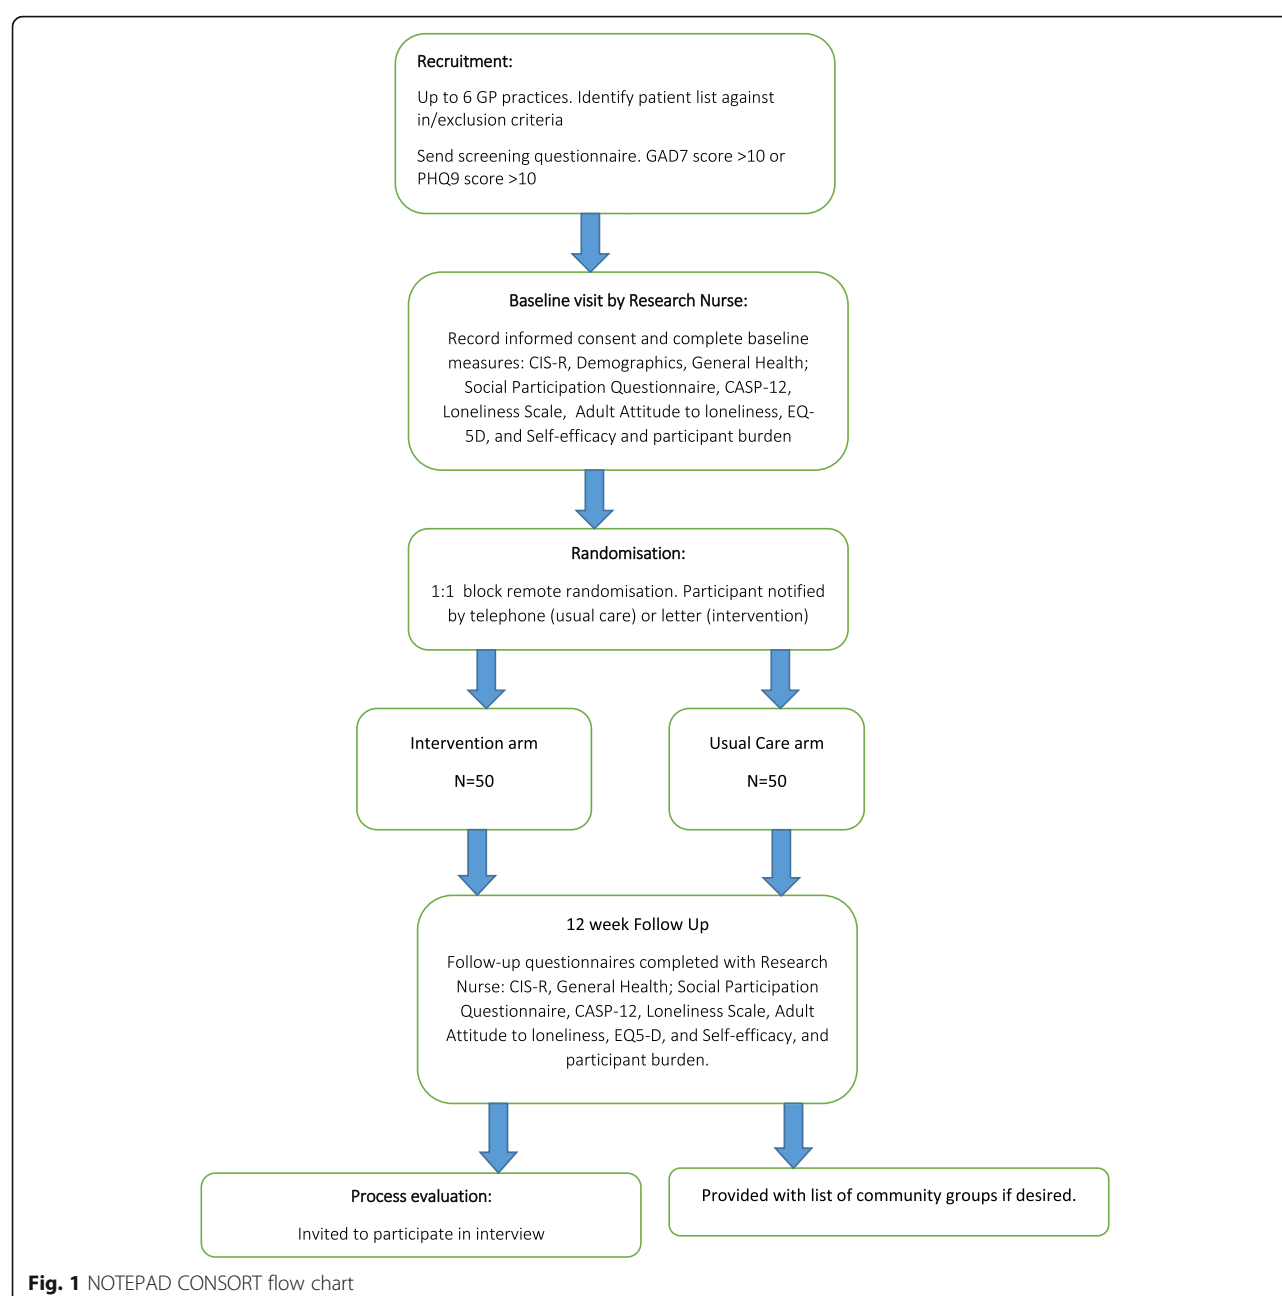 Recruitment:
Up to 6 GP practices. Identify patient list against
in/exclusion criteria
Send screening questionnaire. GAD7 score >10 or
PHQ9 score >10
Baseline visit by Research Nurse:
Record informed consent and complete baseline
measures: CIS-R, Demographics, General Health;
Social Participation Questionnaire, CASP-12,
Loneliness Scale, Adult Attitude to loneliness, EQ-
5D, and Self-efficacy and participant burden
Randomisation:
1:1 block remote randomisation. Participant notified
by telephone (usual care) or letter (intervention)
Intervention arm
N=50
Usual Care arm
N=50
12 week Follow Up
Follow-up questionnaires completed with Research
Nurse: CIS-R, General Health; Social Participation
Questionnaire, CASP-12, Loneliness Scale, Adult
Attitude to loneliness, EQ5-D, and Self-efficacy, and
participant burden.
Process evaluation:
Invited to participate in interview
Provided with list of community groups if desired.
Fig. 1 NOTEPAD CONSORT flow chart